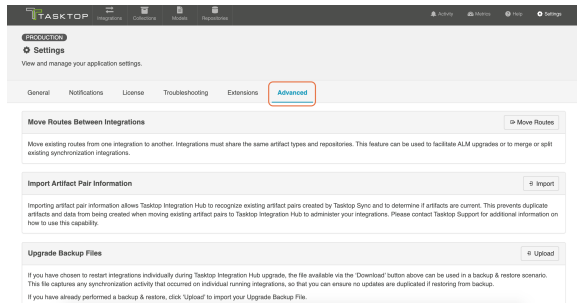 TASKTOP
Integrations
Collections
Models
Repositories
Activity
Metrics
Help
Settings
PRODUCTION
Settings
View and manage your application settings.
General
Notifications
License
Troubleshooting
Extensions
Advanced
Move Routes Between Integrations
Move Routes
Move existing routes from one integration to another. Integrations must share the same artifact types and repositories. This feature can be used to facilitate ALM upgrades or to merge or split
existing synchronization integrations.
Import Artifact Pair Information
Import
Importing artifact pair information allows Tasktop Integration Hub to recognize existing artifact pairs created by Tasktop Sync and to determine if artifacts are current. This prevents duplicate
artifacts and data from being created when moving existing artifact pairs to Tasktop Integration Hub to administer your integrations. Please contact Tasktop Support for additional information on
how to use this capability.
Upgrade Backup Files
Upload
If you have chosen to restart integrations individually during Tasktop Integration Hub upgrade, the file available via the 'Download' button above can be used in a backup & restore scenario.
This file captures any synchronization activity that occurred on individual running integrations, so that you can ensure no updates are duplicated if restoring from backup.
If you have already performed a backup & restore, click 'Upload' to import your Upgrade Backup File.